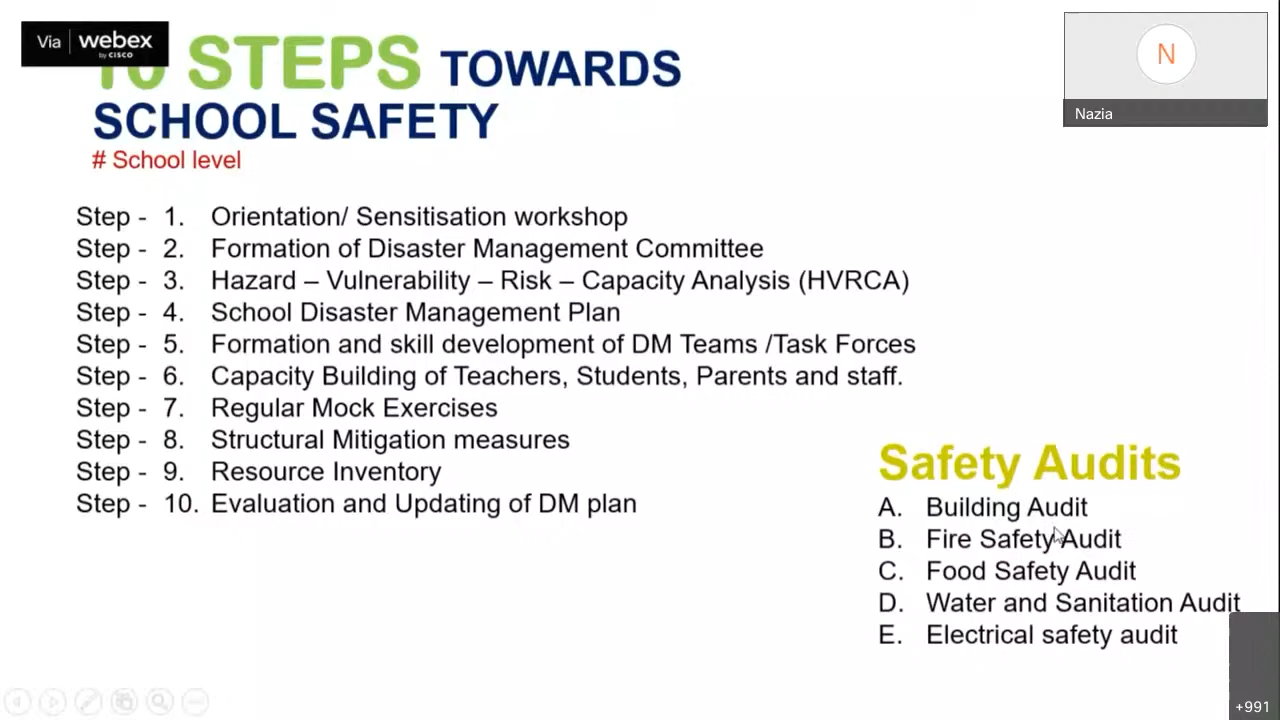 Via webex
by CISCO
10 STEPS TOWARDS
SCHOOL SAFETY
# School level
N
Nazia
Step - 1. Orientation/ Sensitisation workshop
Step - 2. Formation of Disaster Management Committee
Step - 3. Hazard – Vulnerability – Risk – Capacity Analysis (HVRCA)
Step - 4. School Disaster Management Plan
Step - 5. Formation and skill development of DM Teams /Task Forces
Step - 6. Capacity Building of Teachers, Students, Parents and staff.
Step - 7. Regular Mock Exercises
Step - 8. Structural Mitigation measures
Step - 9. Resource Inventory
Step - 10. Evaluation and Updating of DM plan
Safety Audits
A. Building Audit
B. Fire Safety Audit
C. Food Safety Audit
D. Water and Sanitation Audit
E. Electrical safety audit
+991